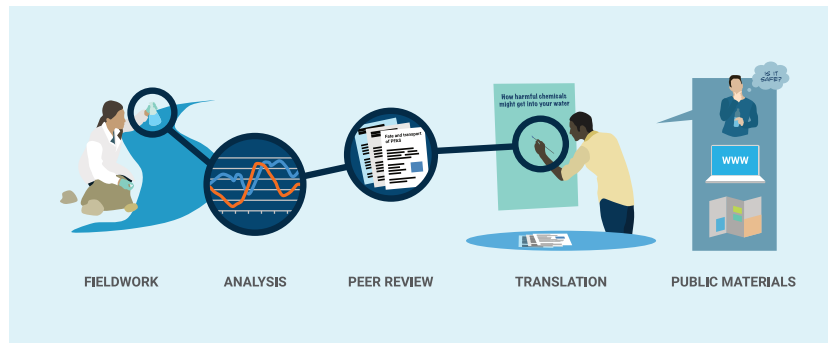 IS IT
SAFE?
How harmful chemicals
might get into your water
Fate and transport
of PFAS
WWW
FIELDWORK
ANALYSIS
PEER REVIEW
TRANSLATION
PUBLIC MATERIALS